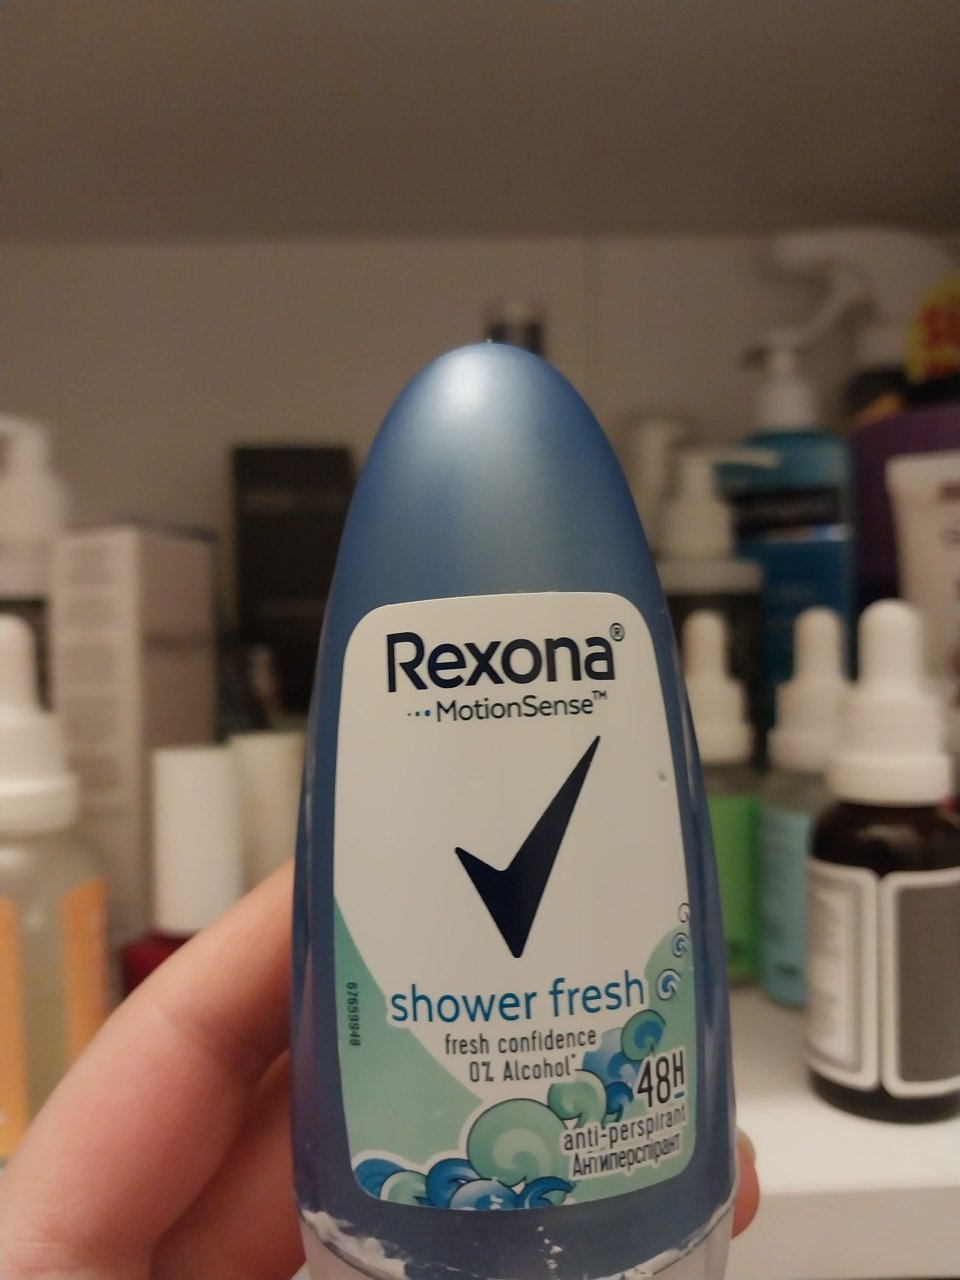 Rexona®
MotionSense™
shower fresh
fresh confidence
0% Alcohol*
48H
anti-perspirant
Антиперспірант
67659948